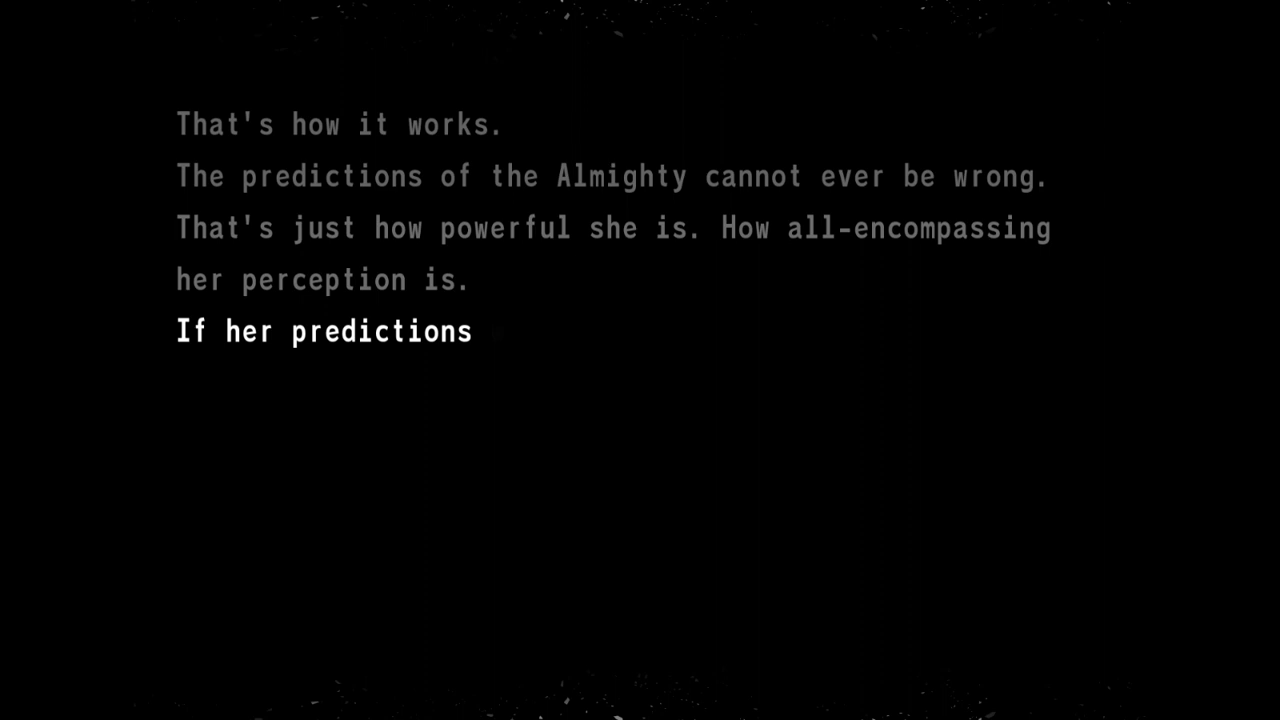 That's how it works.
The predictions of the Almighty cannot ever be wrong.
That's just how powerful she is. How all-encompassing
her perception is.
If her predictions